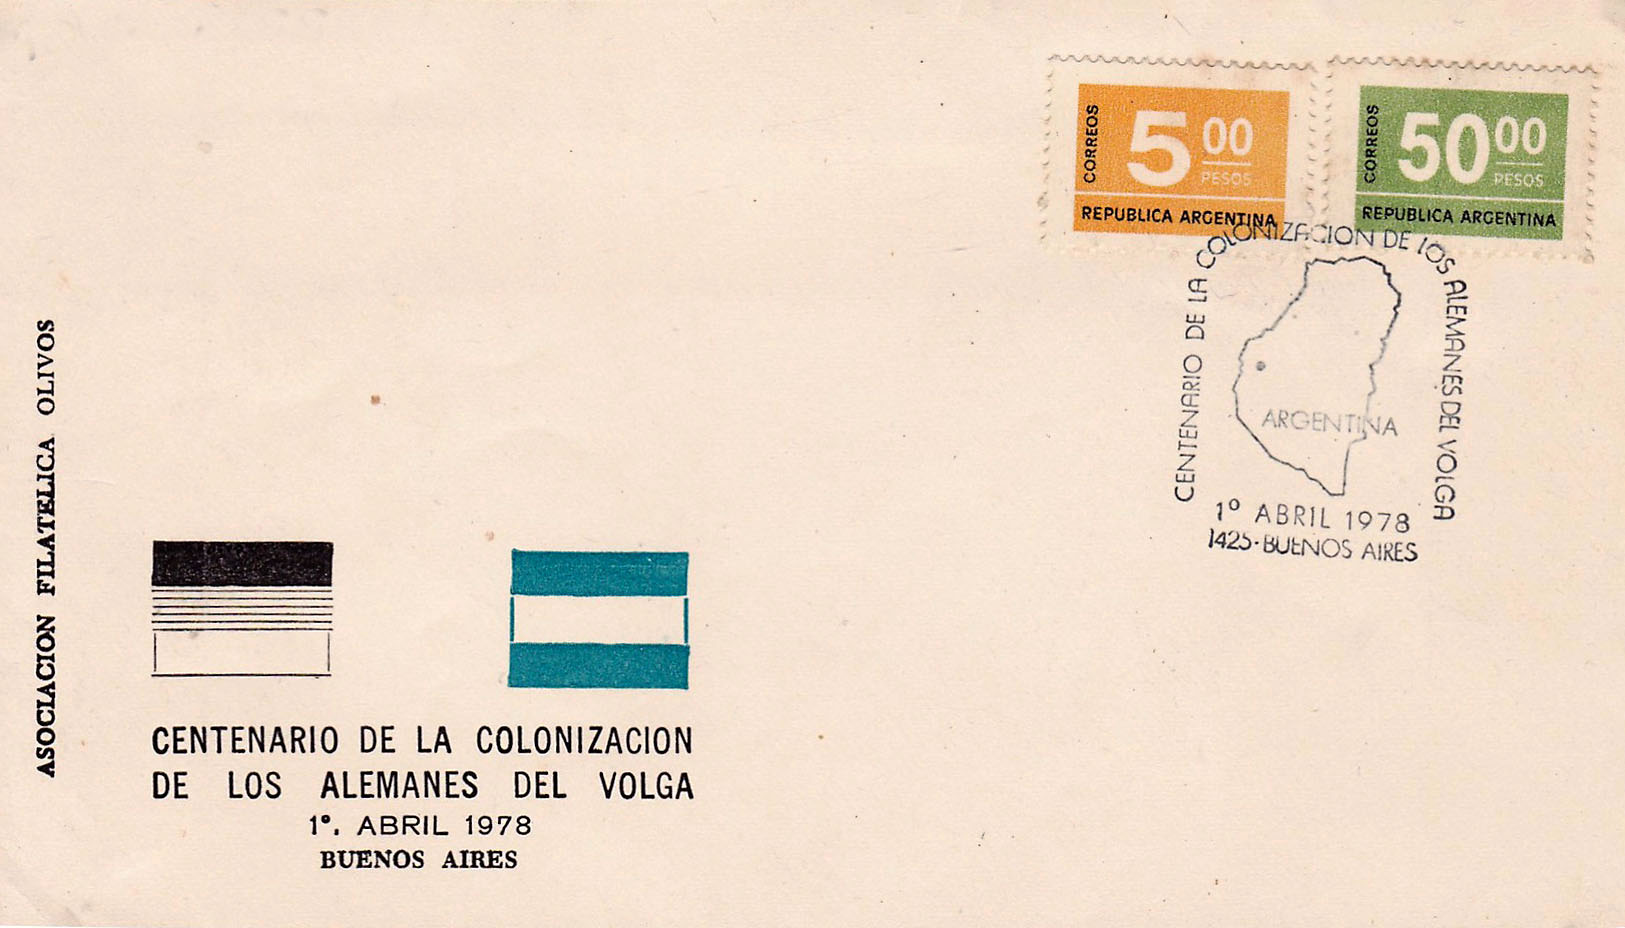 CORREOS
5 00
PESOS
REPUBLICA ARGENTINA
CORREOS
50 00
PESOS
REPUBLICA ARGENTINA
CENTENARIO DE LA COLONIZACION DE LOS ALEMANES DEL VOLGA
ARGENTINA
1º ABRIL 1978
1425·BUENOS AIRES
ASOCIACION FILATELICA OLIVOS
CENTENARIO DE LA COLONIZACION
DE LOS ALEMANES DEL VOLGA
1º. ABRIL 1978
BUENOS AIRES